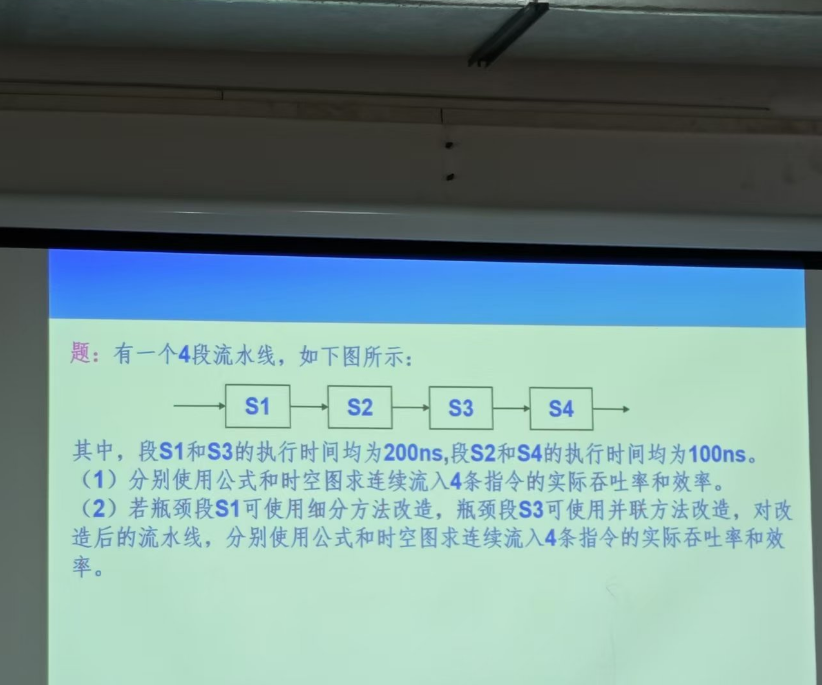 题：有一个4段流水线，如下图所示：
S1 S2 S3 S4
其中，段S1和S3的执行时间均为200ns,段S2和S4的执行时间均为100ns。
（1）分别使用公式和时空图求连续流入4条指令的实际吞吐率和效率。
（2）若瓶颈段S1可使用细分方法改造，瓶颈段S3可使用并联方法改造，对改
造后的流水线，分别使用公式和时空图求连续流入4条指令的实际吞吐率和效
率。